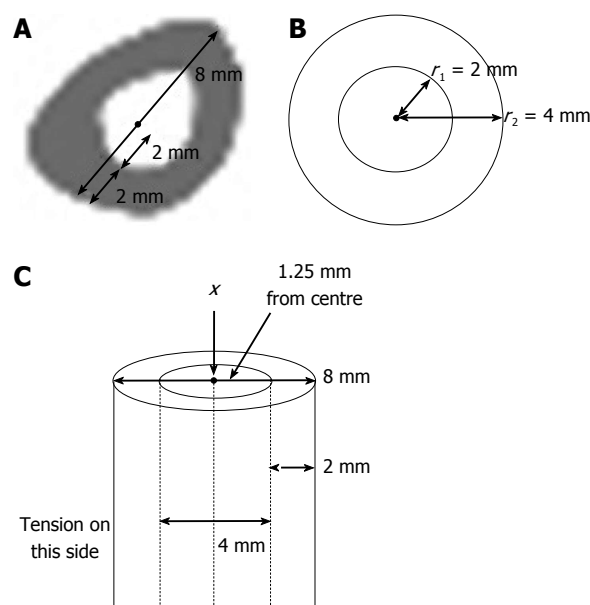 A
8 mm
2 mm
2 mm
B
r₁ = 2 mm
r₂ = 4 mm
C
1.25 mm
from centre
x
8 mm
2 mm
Tension on
this side
4 mm